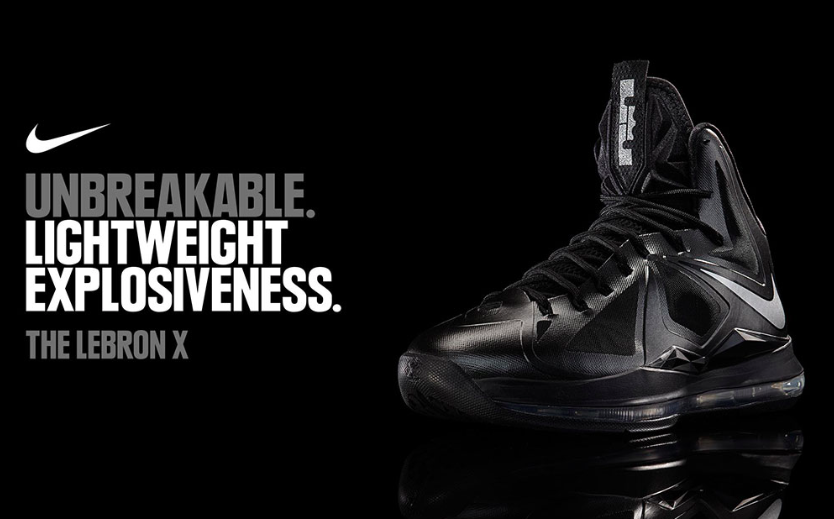 UNBREAKABLE.
LIGHTWEIGHT
EXPLOSIVENESS.
THE LEBRON X